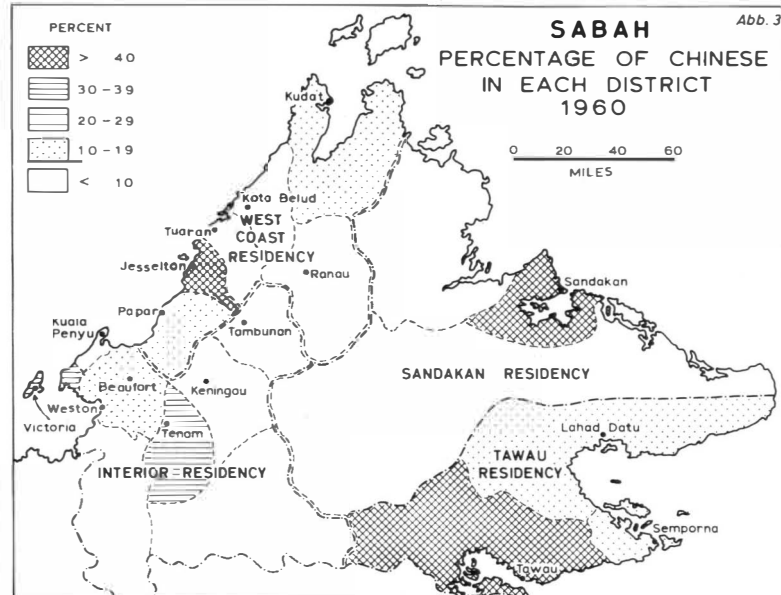 Abb. 3
SABAH
PERCENTAGE OF CHINESE
IN EACH DISTRICT
1960
0 20 40 60
MILES
PERCENT
> 40
30-39
20-29
10-19
< 10
Kudat
Kota Belud
Tuaran
WEST
COAST
RESIDENCY
Jesselton
Ranau
Sandakan
Papar
Kuala
Penyu
Tambunan
SANDAKAN RESIDENCY
Beaufort
Keningau
Weston
Victoria
Tenom
Lahad Datu
TAWAU
RESIDENCY
INTERIOR RESIDENCY
Semporna
Tawau